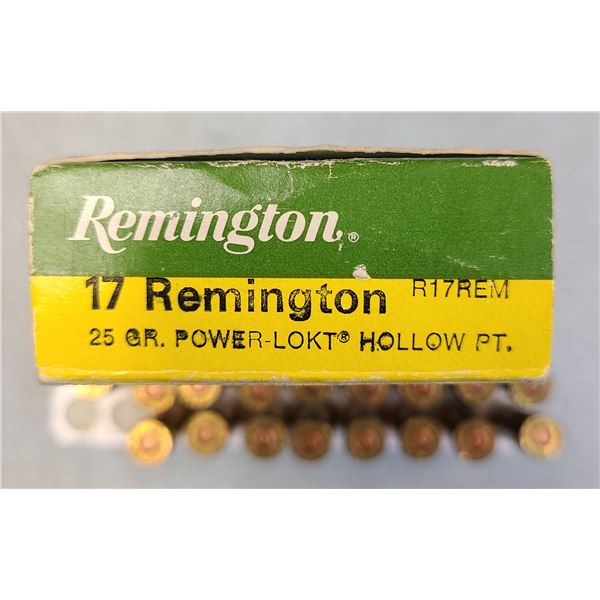 Remington®
17 Remington R17REM
25 GR. POWER-LOKT® HOLLOW PT.